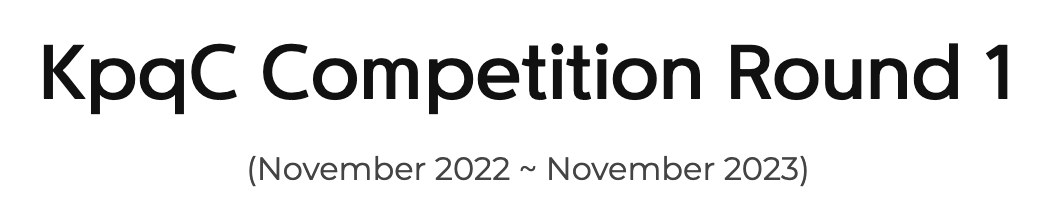 KpqC Competition Round 1
(November 2022 ~ November 2023)